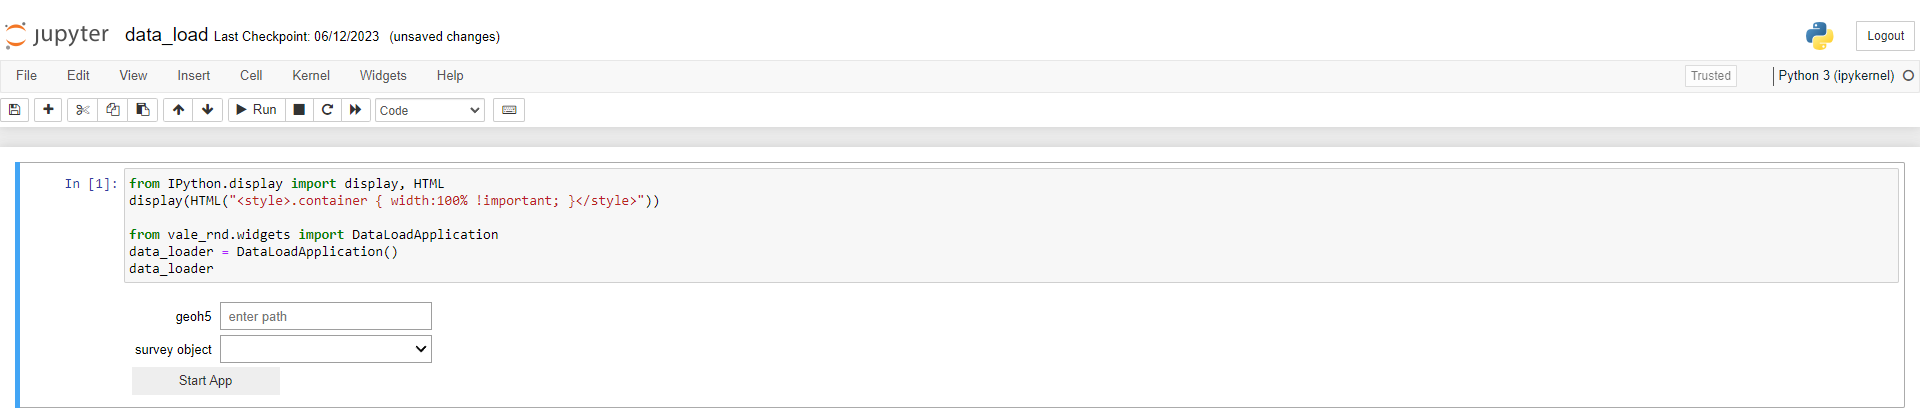 jupyter data_load Last Checkpoint: 06/12/2023 (unsaved changes) Logout
File Edit View Insert Cell Kernel Widgets Help Trusted Python 3 (ipykernel)
Run Code
In [1]: from IPython.display import display, HTML
display(HTML("<style>.container { width:100% !important; }</style>"))
from vale_rnd.widgets import DataLoadApplication
data_loader = DataLoadApplication()
data_loader
geoh5 enter path
survey object
Start App